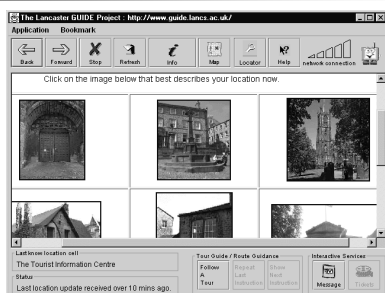 The Lancaster GUIDE Project : http://www.guide.lancs.ac.uk/
Application Bookmark
Back Forward Stop Refresh Info Map Locator Help network connection
Click on the image below that best describes your location now.
Last know location cell
The Tourist Information Centre
Status
Last location update received over 10 mins ago.
Tour Guide / Route Guidance
Follow
A
Tour
Repeat
Last
Instruction
Show
Next
Instruction
Interactive Services
Message Tickets